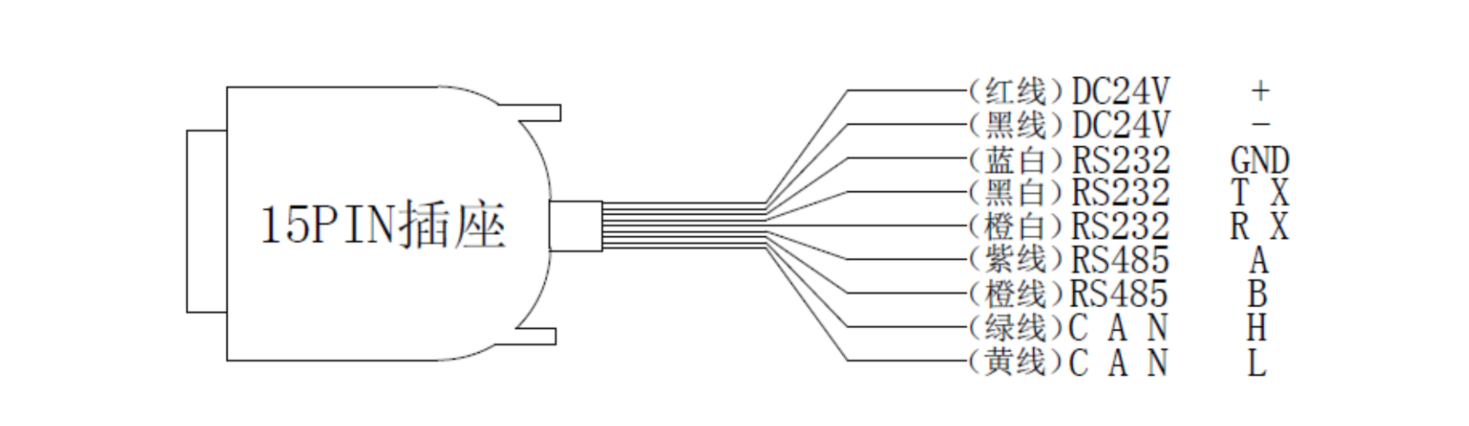 (红线)DC24V +
(黑线)DC24V -
(蓝白)RS232 GND
(黑白)RS232 T X
15PIN插座
(橙白)RS232 R X
(紫线)RS485 A
(橙线)RS485 B
(绿线)C A N H
(黄线)C A N L